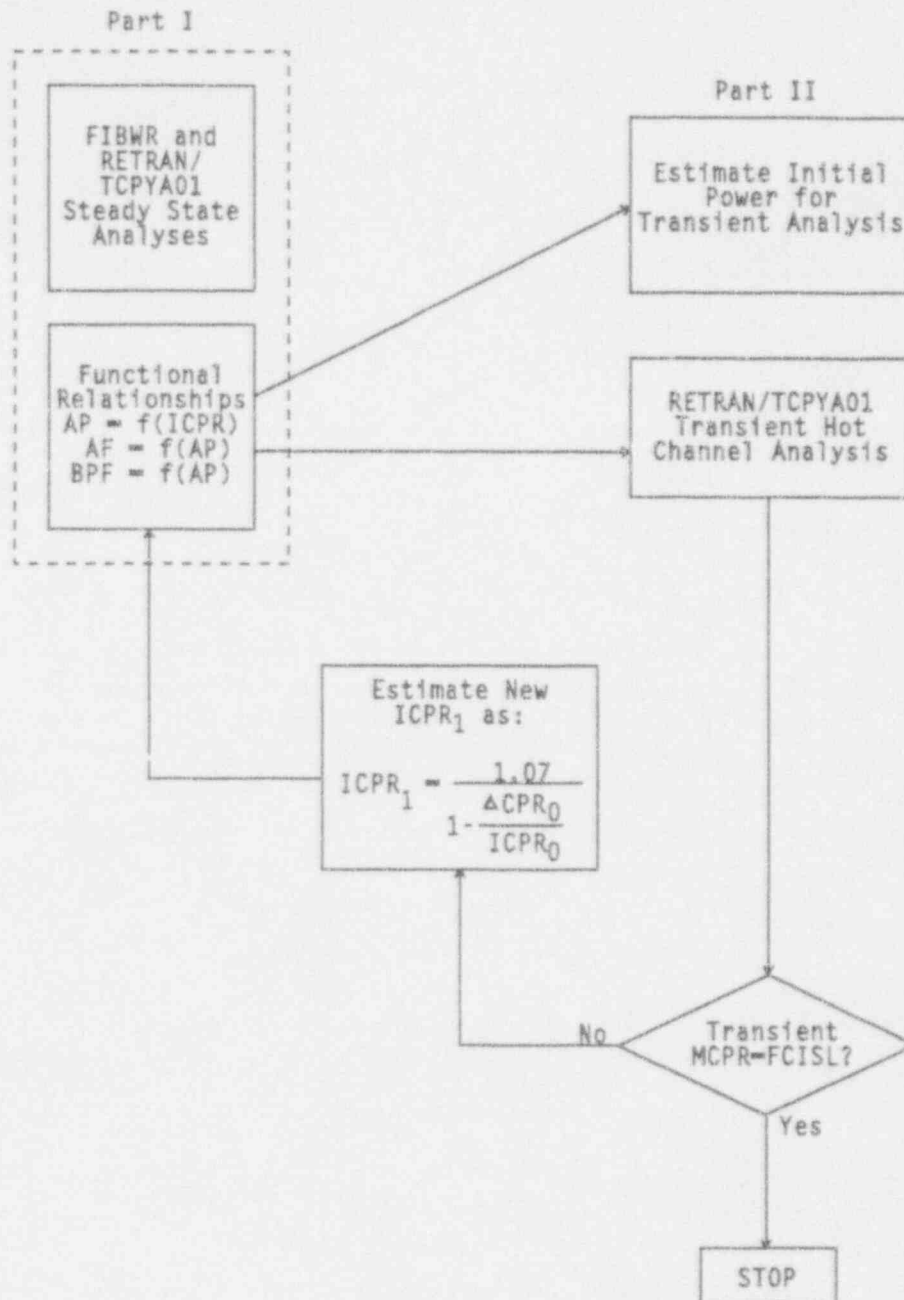 Part I
FIBWR and
RETRAN/
TCPYA01
Steady State
Analyses
Functional
Relationships
AP = f(ICPR)
AF = f(AP)
BPF = f(AP)
Part II
Estimate Initial
Power for
Transient Analysis
RETRAN/TCPYA01
Transient Hot
Channel Analysis
Estimate New
ICPR₁ as:
ICPR₁ = 1.07 / (1 - ΔCPR₀ / ICPR₀)
Transient
MCPR=FCISL?
No
Yes
STOP